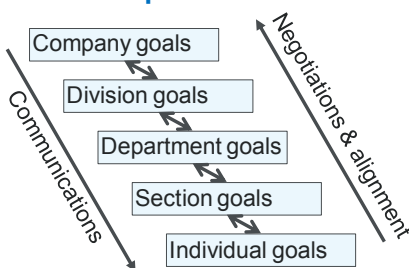 Company goals
Division goals
Department goals
Section goals
Individual goals
Communications
Negotiations & alignment